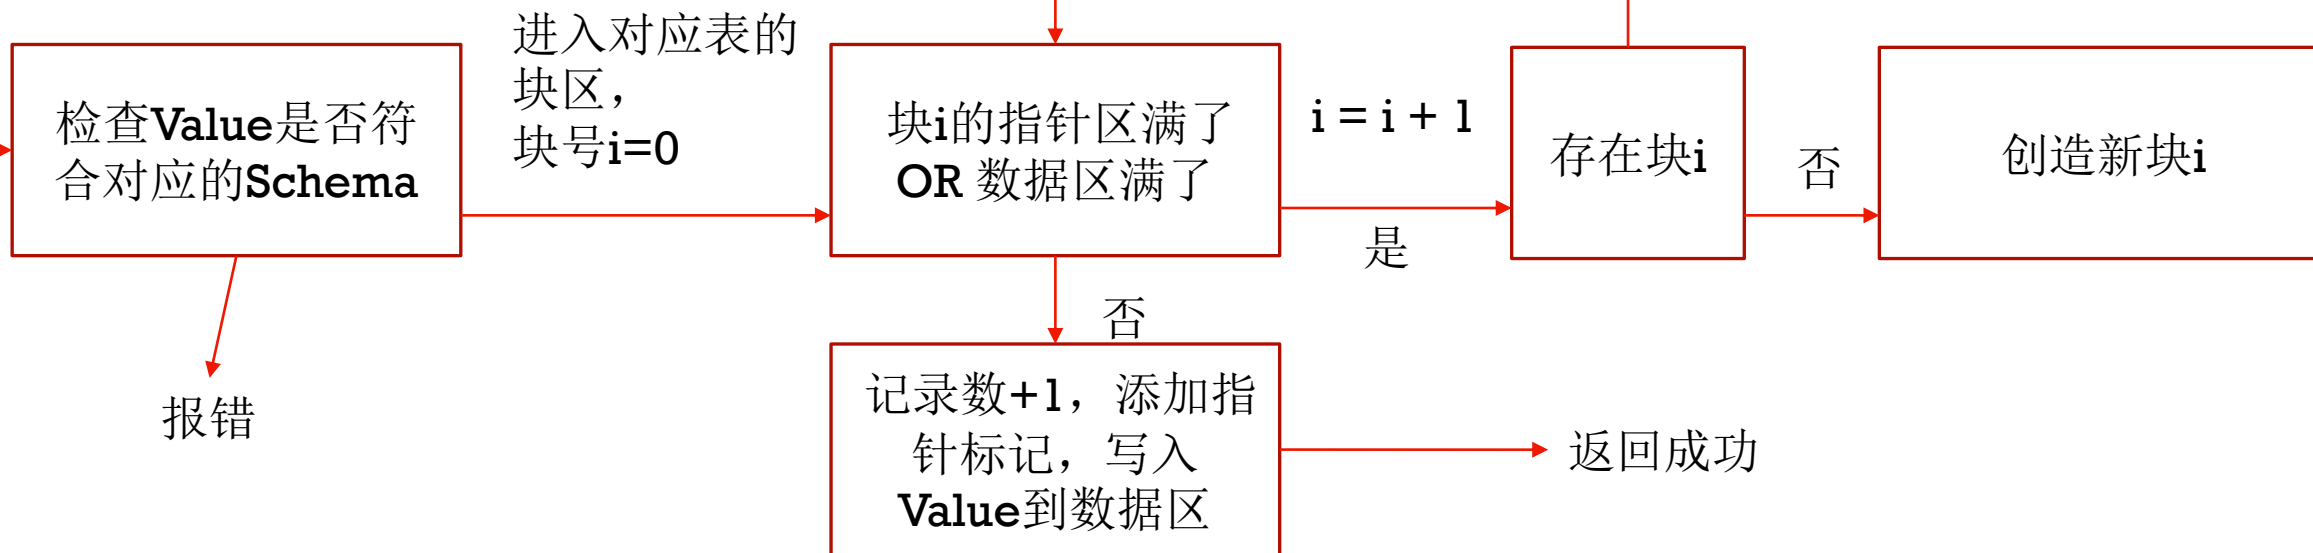 检查Value是否符
合对应的Schema
进入对应表的
块区，
块号i=0
块i的指针区满了
OR 数据区满了
i = i + 1
是
存在块i
否
创造新块i
报错
否
记录数+1，添加指
针标记，写入
Value到数据区
返回成功